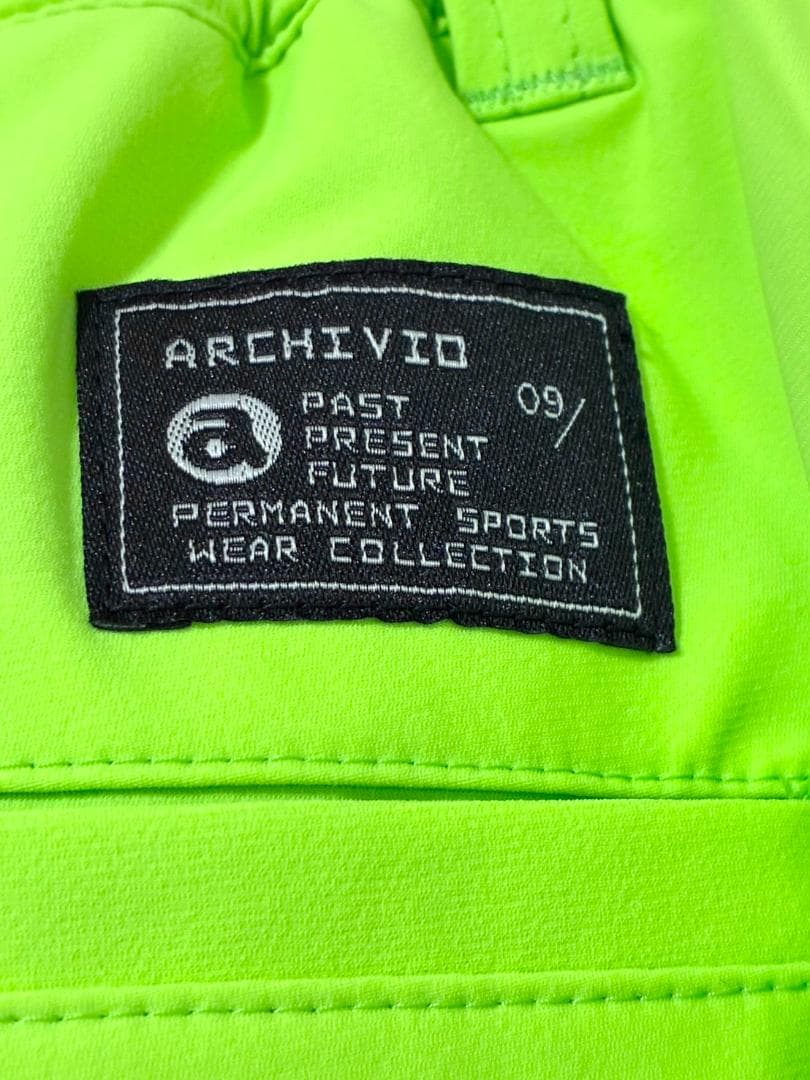 ARCHIVIO
a PAST 09/
PRESENT
FUTURE
PERMANENT SPORTS
WEAR COLLECTION